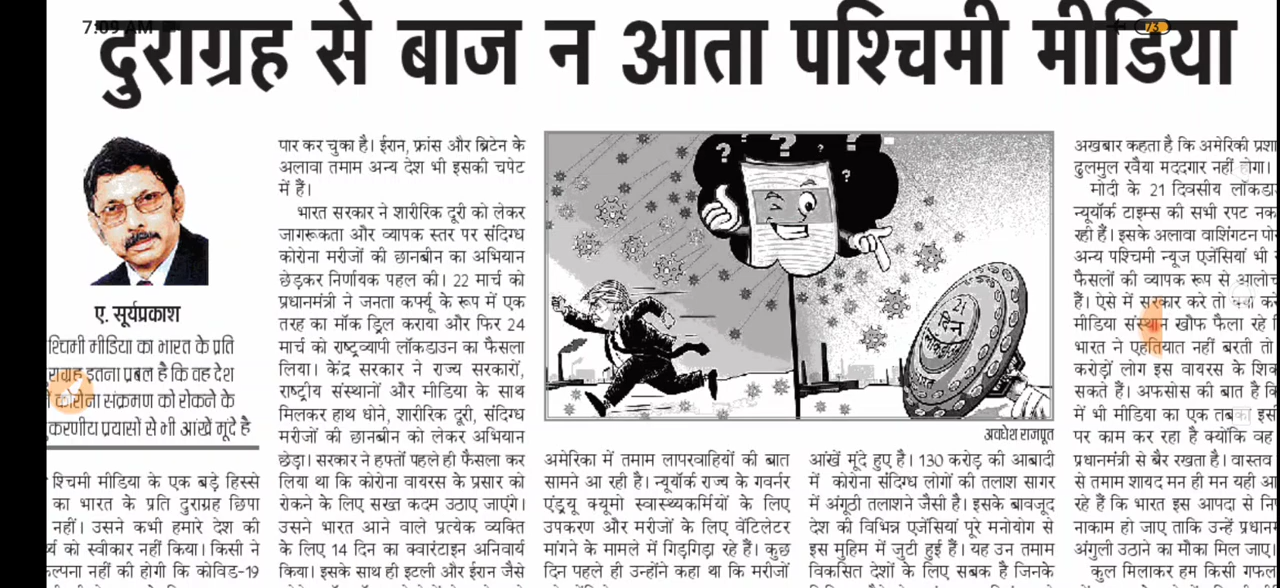 7:09 AM
73
दुराग्रह से बाज न आता पश्चिमी मीडिया
ए. सूर्यप्रकाश
श्चिमी मीडिया का भारत के प्रति
राग्रह इतना प्रबल है कि वह देश
कोरोना संक्रमण को रोकने के
करणीय प्रयासों से भी आंखें मूंदे है
श्चिमी मीडिया के एक बड़े हिस्से
का भारत के प्रति दुराग्रह छिपा
नहीं। उसने कभी हमारे देश की
को स्वीकार नहीं किया। किसी ने
ल्पना नहीं की होगी कि कोविड-19
पार कर चुका है। ईरान, फ्रांस और ब्रिटेन के
अलावा तमाम अन्य देश भी इसकी चपेट
में हैं।
भारत सरकार ने शारीरिक दूरी को लेकर
जागरूकता और व्यापक स्तर पर संदिग्ध
कोरोना मरीजों की छानबीन का अभियान
छेड़कर निर्णायक पहल की। 22 मार्च को
प्रधानमंत्री ने जनता कर्फ्यू के रूप में एक
तरह का मॉक ड्रिल कराया और फिर 24
मार्च को राष्ट्रव्यापी लॉकडाउन का फैसला
लिया। केंद्र सरकार ने राज्य सरकारों,
राष्ट्रीय संस्थानों और मीडिया के साथ
मिलकर हाथ धोने, शारीरिक दूरी, संदिग्ध
मरीजों की छानबीन को लेकर अभियान
छेड़ा। सरकार ने हफ्तों पहले ही फैसला कर
लिया था कि कोरोना वायरस के प्रसार को
रोकने के लिए सख्त कदम उठाए जाएंगे।
उसने भारत आने वाले प्रत्येक व्यक्ति
के लिए 14 दिन का क्वारंटाइन अनिवार्य
किया। इसके साथ ही इटली और ईरान जैसे
? ? ? ?
21
दिन
लॉकडाउन
अवधेश राजपूत
अमेरिका में तमाम लापरवाहियों की बात
सामने आ रही है। न्यूयॉर्क राज्य के गवर्नर
एंड्रयू क्यूमो स्वास्थ्यकर्मियों के लिए
उपकरण और मरीजों के लिए वेंटिलेटर
मांगने के मामले में गिड़गिड़ा रहे हैं। कुछ
दिन पहले ही उन्होंने कहा था कि मरीजों
आंखें मूंदे हुए है। 130 करोड़ की आबादी
में कोरोना संदिग्ध लोगों की तलाश सागर
में अंगूठी तलाशने जैसी है। इसके बावजूद
देश की विभिन्न एजेंसियां पूरे मनोयोग से
इस मुहिम में जुटी हुई हैं। यह उन तमाम
विकसित देशों के लिए सबक है जिनके
अखबार कहता है कि अमेरिकी प्रशा
ढुलमुल रवैया मददगार नहीं होगा।
मोदी के 21 दिवसीय लॉकडा
न्यूयॉर्क टाइम्स की सभी रपट नक
रही हैं। इसके अलावा वाशिंगटन पो
अन्य पश्चिमी न्यूज एजेंसियां भी
फैसलों की व्यापक रूप से आलोच
हैं। ऐसे में सरकार करे तो क्या करे
मीडिया संस्थान खौफ फैला रहे
भारत ने एहतियात नहीं बरती तो
करोड़ों लोग इस वायरस के शिक
सकते हैं। अफसोस की बात है कि
में भी मीडिया का एक तबका इसी
पर काम कर रहा है क्योंकि वह
प्रधानमंत्री से बैर रखता है। वास्तव
से तमाम शायद मन ही मन यही आ
रहे हैं कि भारत इस आपदा से नि
नाकाम हो जाए ताकि उन्हें प्रधानम
अंगुली उठाने का मौका मिल जाए।
कुल मिलाकर हम किसी गफल